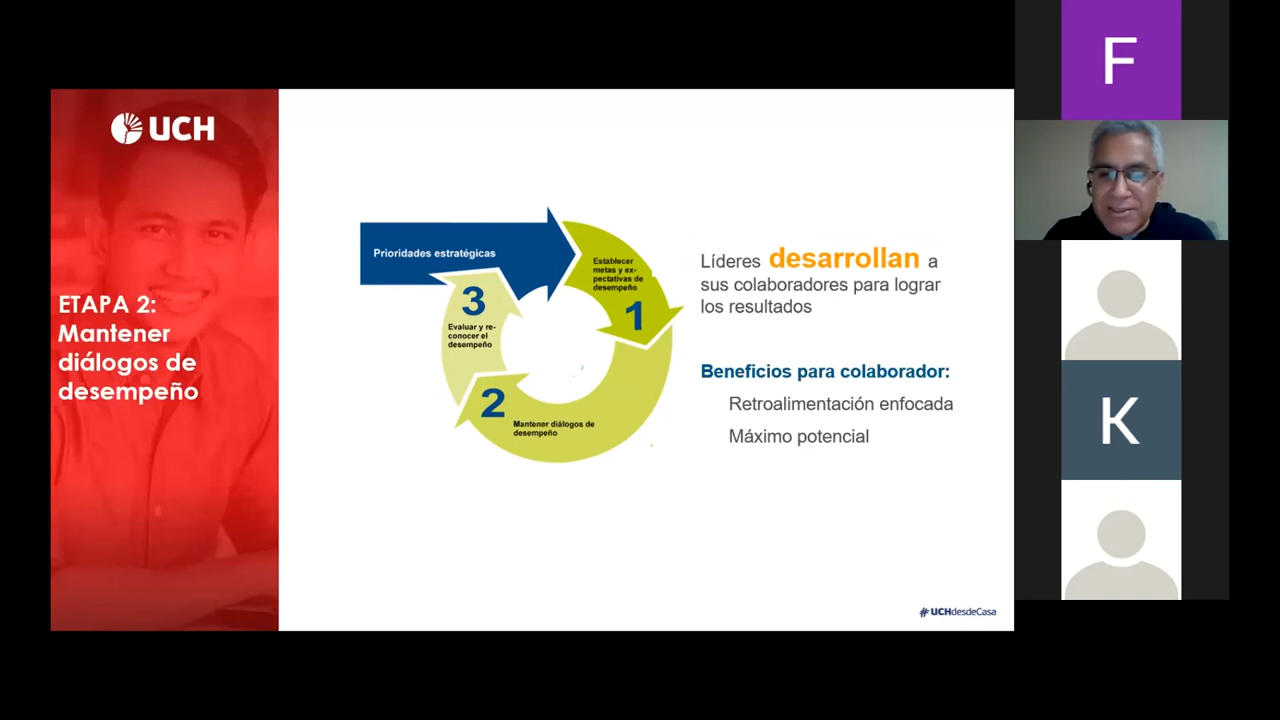 UCH
ETAPA 2:
Mantener
diálogos de
desempeño
Prioridades estratégicas
Establecer
metas y ex-
pectativas de
desempeño
1
3
Evaluar y re-
conocer el
desempeño
2
Mantener diálogos de
desempeño
Líderes desarrollan a
sus colaboradores para lograr
los resultados
Beneficios para colaborador:
Retroalimentación enfocada
Máximo potencial
#UCHdesdeCasa
F
K